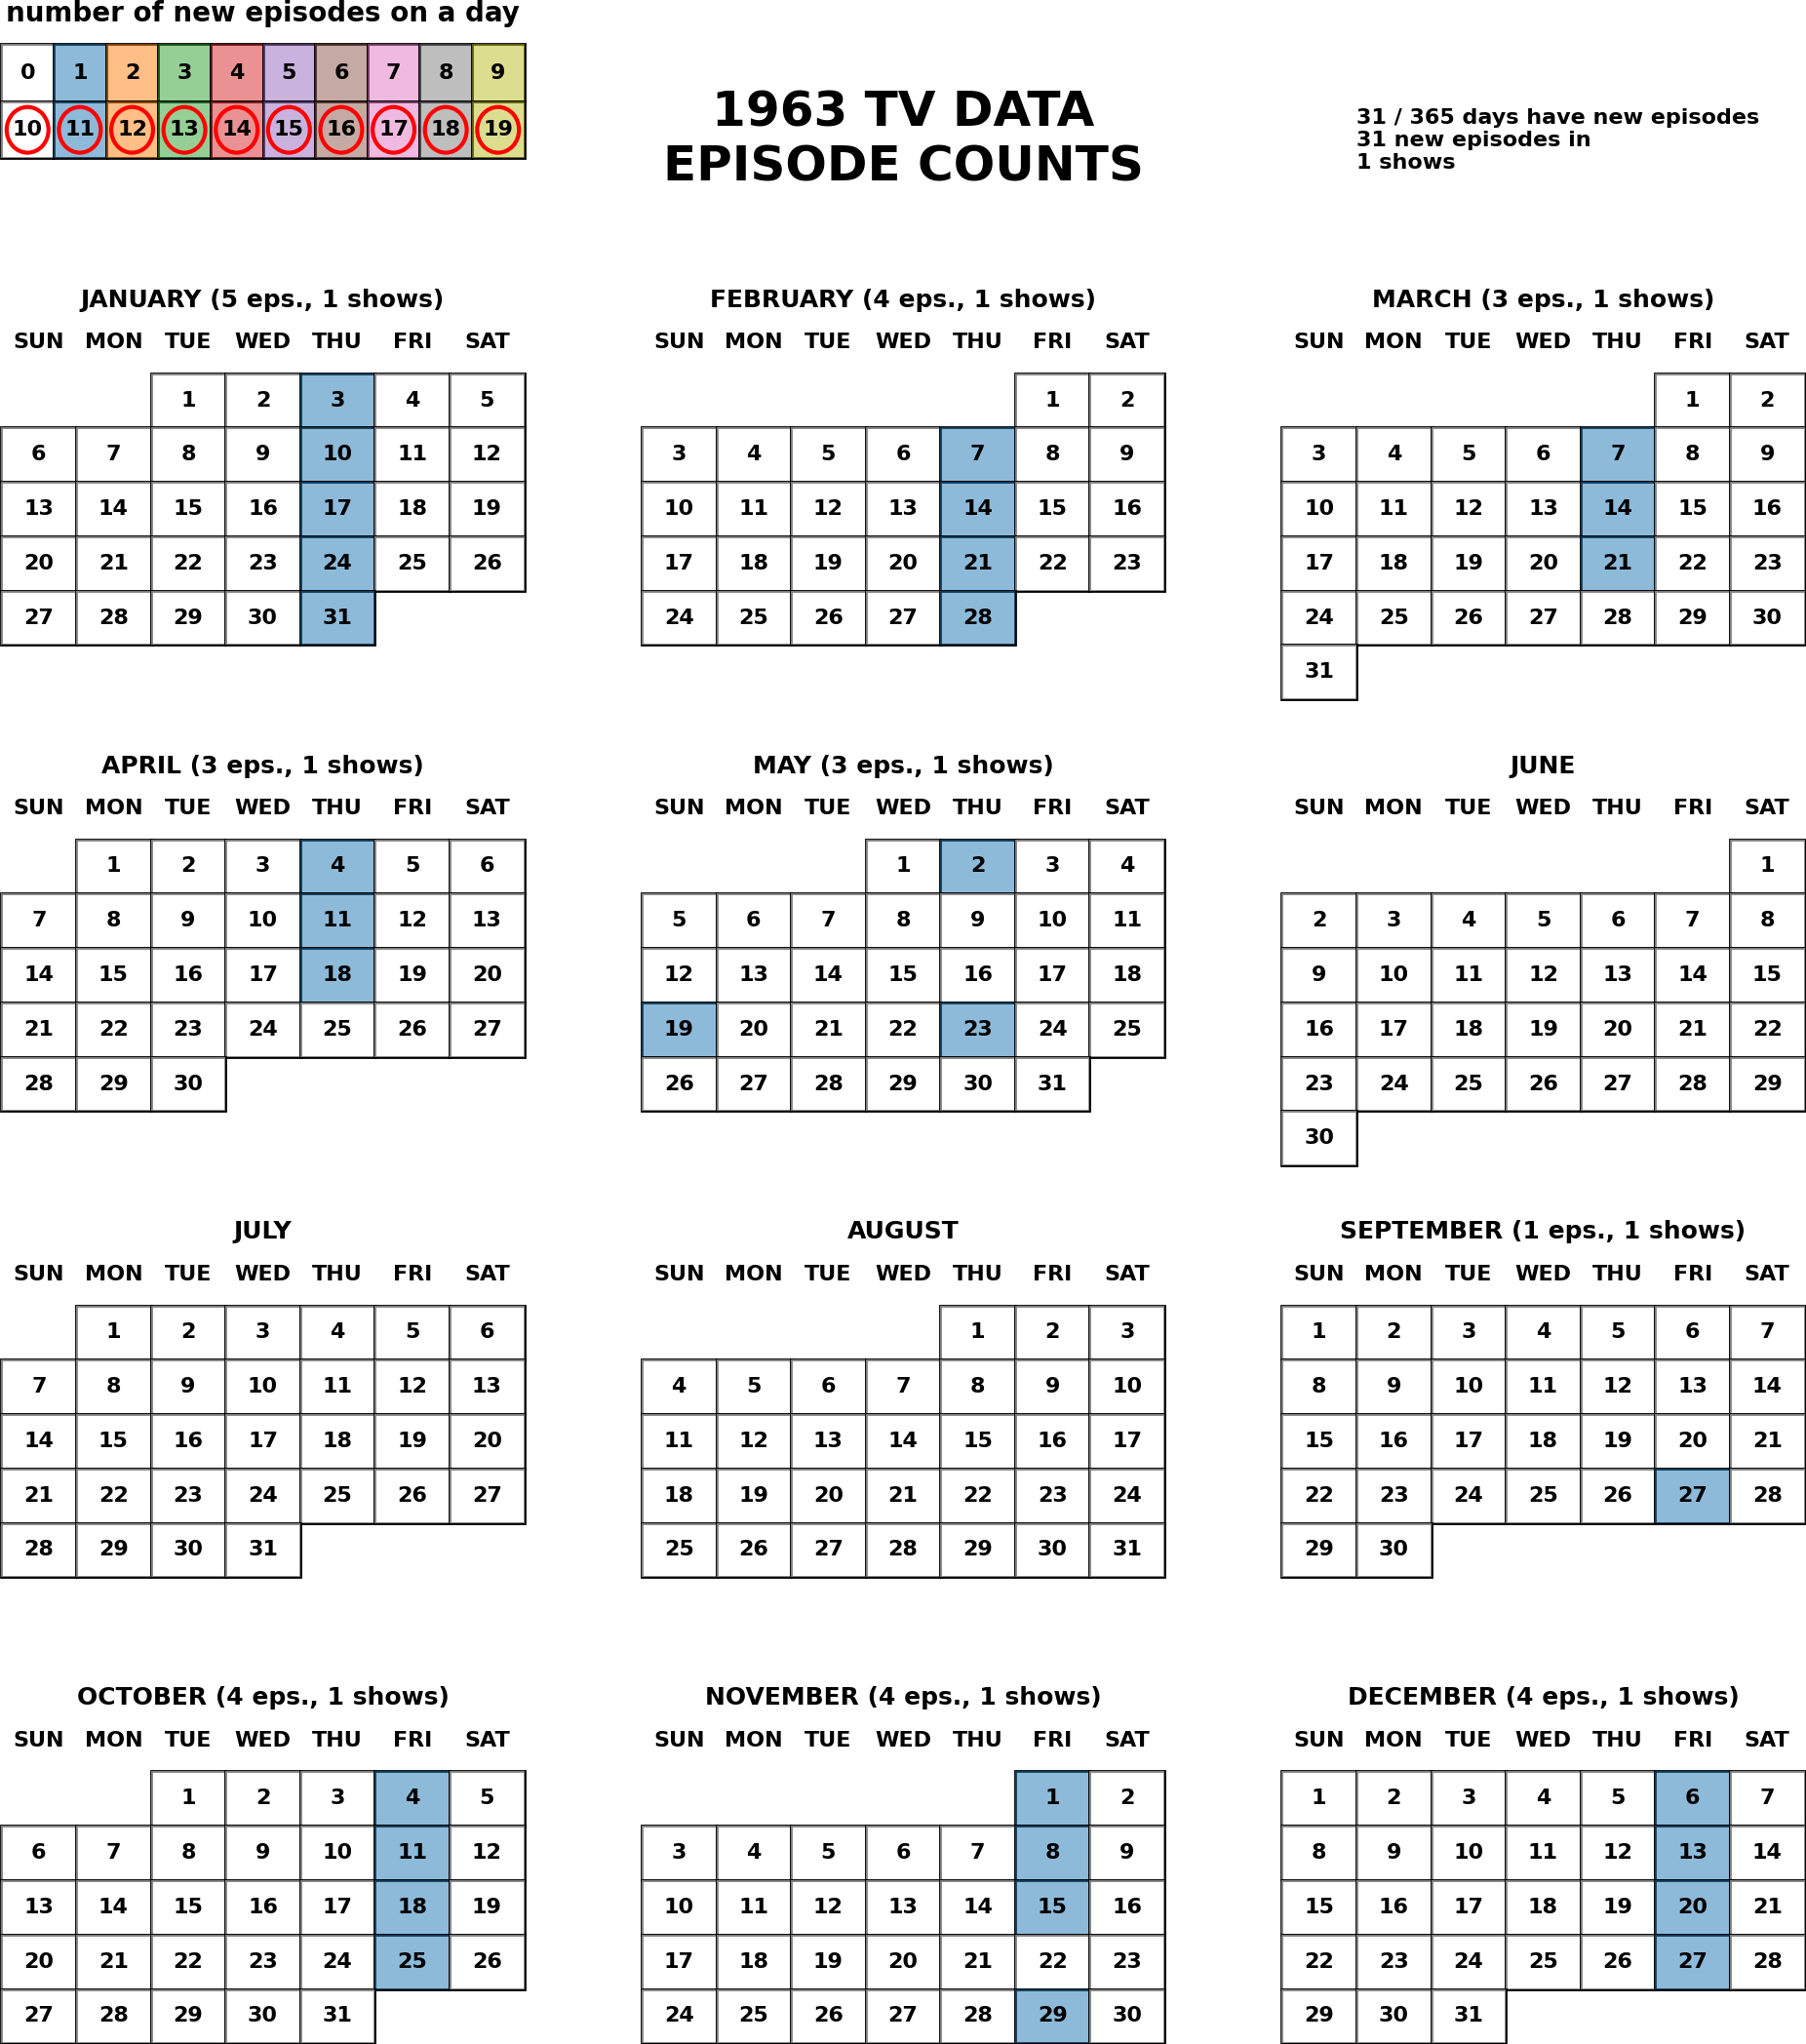 number of new episodes on a day
0 1 2 3 4 5 6 7 8 9
10 11 12 13 14 15 16 17 18 19
1963 TV DATA
EPISODE COUNTS
31 / 365 days have new episodes
31 new episodes in
1 shows
JANUARY (5 eps., 1 shows)
SUN MON TUE WED THU FRI SAT
1 2 3 4 5
6 7 8 9 10 11 12
13 14 15 16 17 18 19
20 21 22 23 24 25 26
27 28 29 30 31
FEBRUARY (4 eps., 1 shows)
SUN MON TUE WED THU FRI SAT
1 2
3 4 5 6 7 8 9
10 11 12 13 14 15 16
17 18 19 20 21 22 23
24 25 26 27 28
MARCH (3 eps., 1 shows)
SUN MON TUE WED THU FRI SAT
1 2
3 4 5 6 7 8 9
10 11 12 13 14 15 16
17 18 19 20 21 22 23
24 25 26 27 28 29 30
31
APRIL (3 eps., 1 shows)
SUN MON TUE WED THU FRI SAT
1 2 3 4 5 6
7 8 9 10 11 12 13
14 15 16 17 18 19 20
21 22 23 24 25 26 27
28 29 30
MAY (3 eps., 1 shows)
SUN MON TUE WED THU FRI SAT
1 2 3 4
5 6 7 8 9 10 11
12 13 14 15 16 17 18
19 20 21 22 23 24 25
26 27 28 29 30 31
JUNE
SUN MON TUE WED THU FRI SAT
1
2 3 4 5 6 7 8
9 10 11 12 13 14 15
16 17 18 19 20 21 22
23 24 25 26 27 28 29
30
JULY
SUN MON TUE WED THU FRI SAT
1 2 3 4 5 6
7 8 9 10 11 12 13
14 15 16 17 18 19 20
21 22 23 24 25 26 27
28 29 30 31
AUGUST
SUN MON TUE WED THU FRI SAT
1 2 3
4 5 6 7 8 9 10
11 12 13 14 15 16 17
18 19 20 21 22 23 24
25 26 27 28 29 30 31
SEPTEMBER (1 eps., 1 shows)
SUN MON TUE WED THU FRI SAT
1 2 3 4 5 6 7
8 9 10 11 12 13 14
15 16 17 18 19 20 21
22 23 24 25 26 27 28
29 30
OCTOBER (4 eps., 1 shows)
SUN MON TUE WED THU FRI SAT
1 2 3 4 5
6 7 8 9 10 11 12
13 14 15 16 17 18 19
20 21 22 23 24 25 26
27 28 29 30 31
NOVEMBER (4 eps., 1 shows)
SUN MON TUE WED THU FRI SAT
1 2
3 4 5 6 7 8 9
10 11 12 13 14 15 16
17 18 19 20 21 22 23
24 25 26 27 28 29 30
DECEMBER (4 eps., 1 shows)
SUN MON TUE WED THU FRI SAT
1 2 3 4 5 6 7
8 9 10 11 12 13 14
15 16 17 18 19 20 21
22 23 24 25 26 27 28
29 30 31